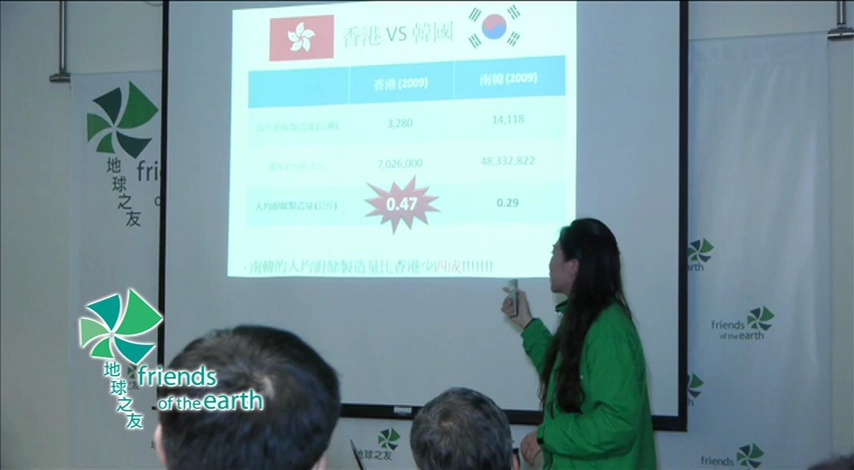 香港 VS 韓國
香港 (2009) 南韓 (2009)
3,280 14,118
7,026,000 48,332,822
人均廚餘製造量(公斤) 0.47 0.29
南韓的人均廚餘製造量比香港少四成!!!!!!!
地球之友
fri
地球之友
friends
of the earth
earth
friends
of the earth
地球之友
friends